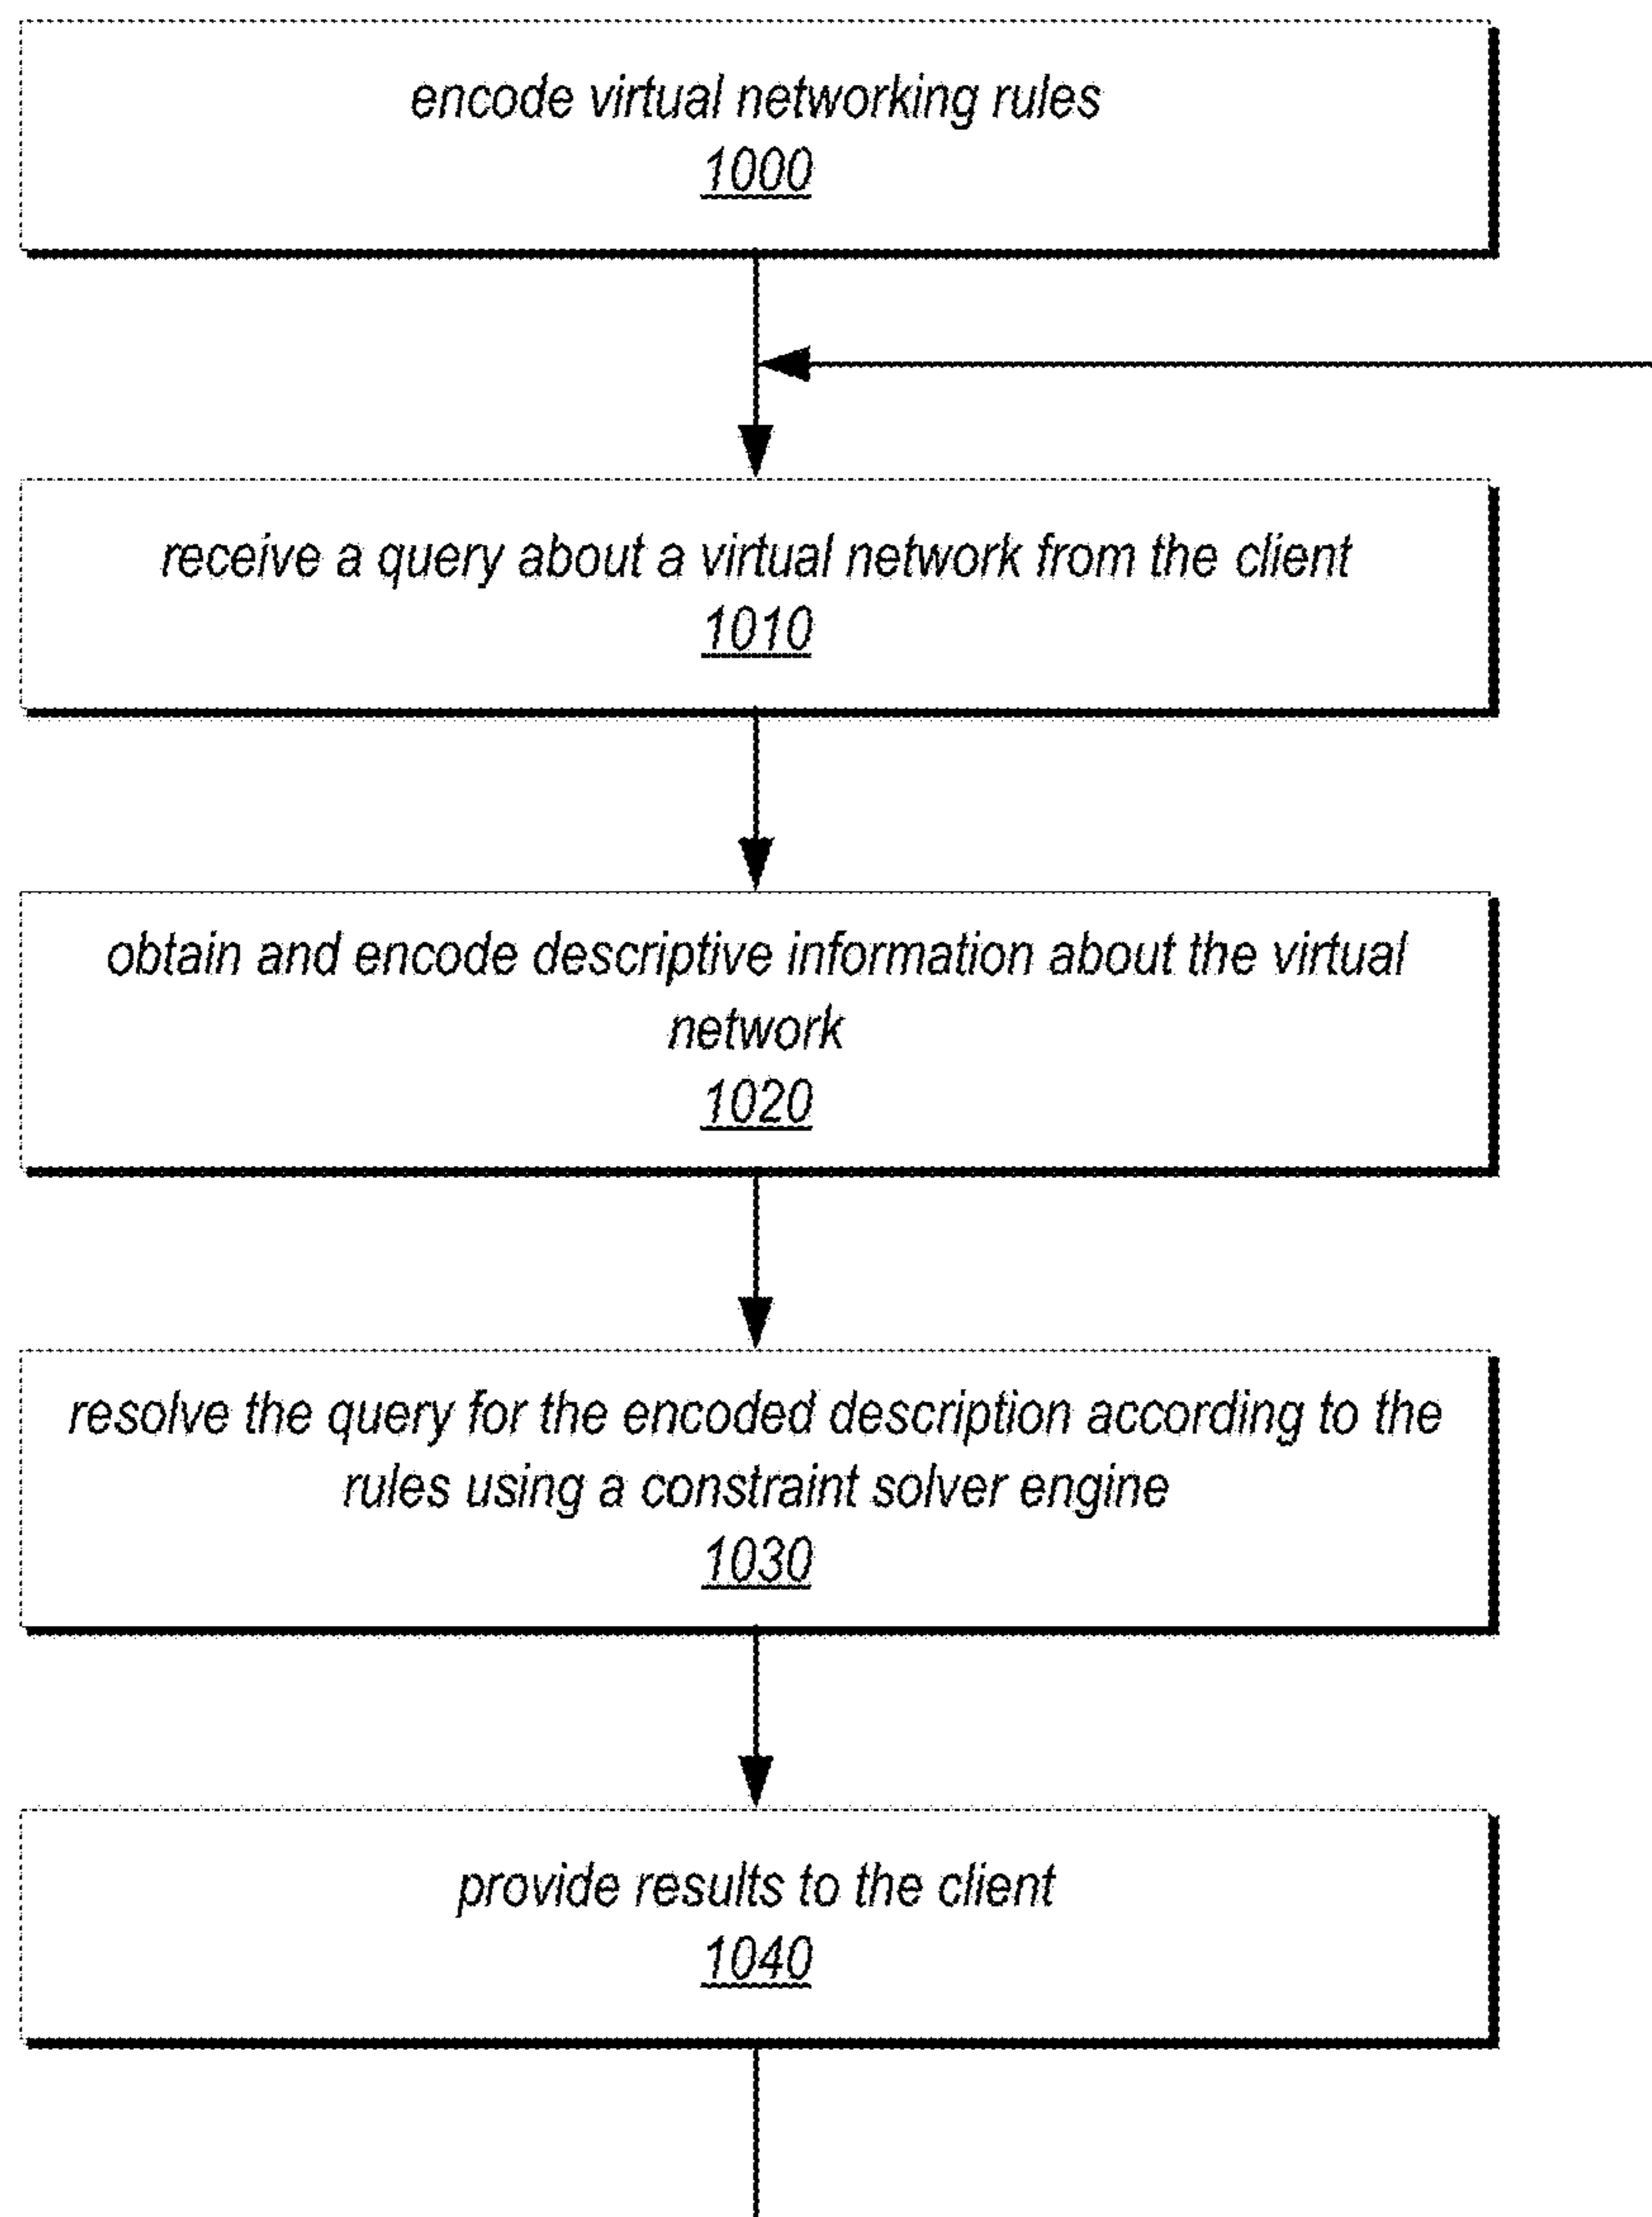 encode virtual networking rules
1000
receive a query about a virtual network from the client
1010
obtain and encode descriptive information about the virtual
network
1020
resolve the query for the encoded description according to the
rules using a constraint solver engine
1030
provide results to the client
1040